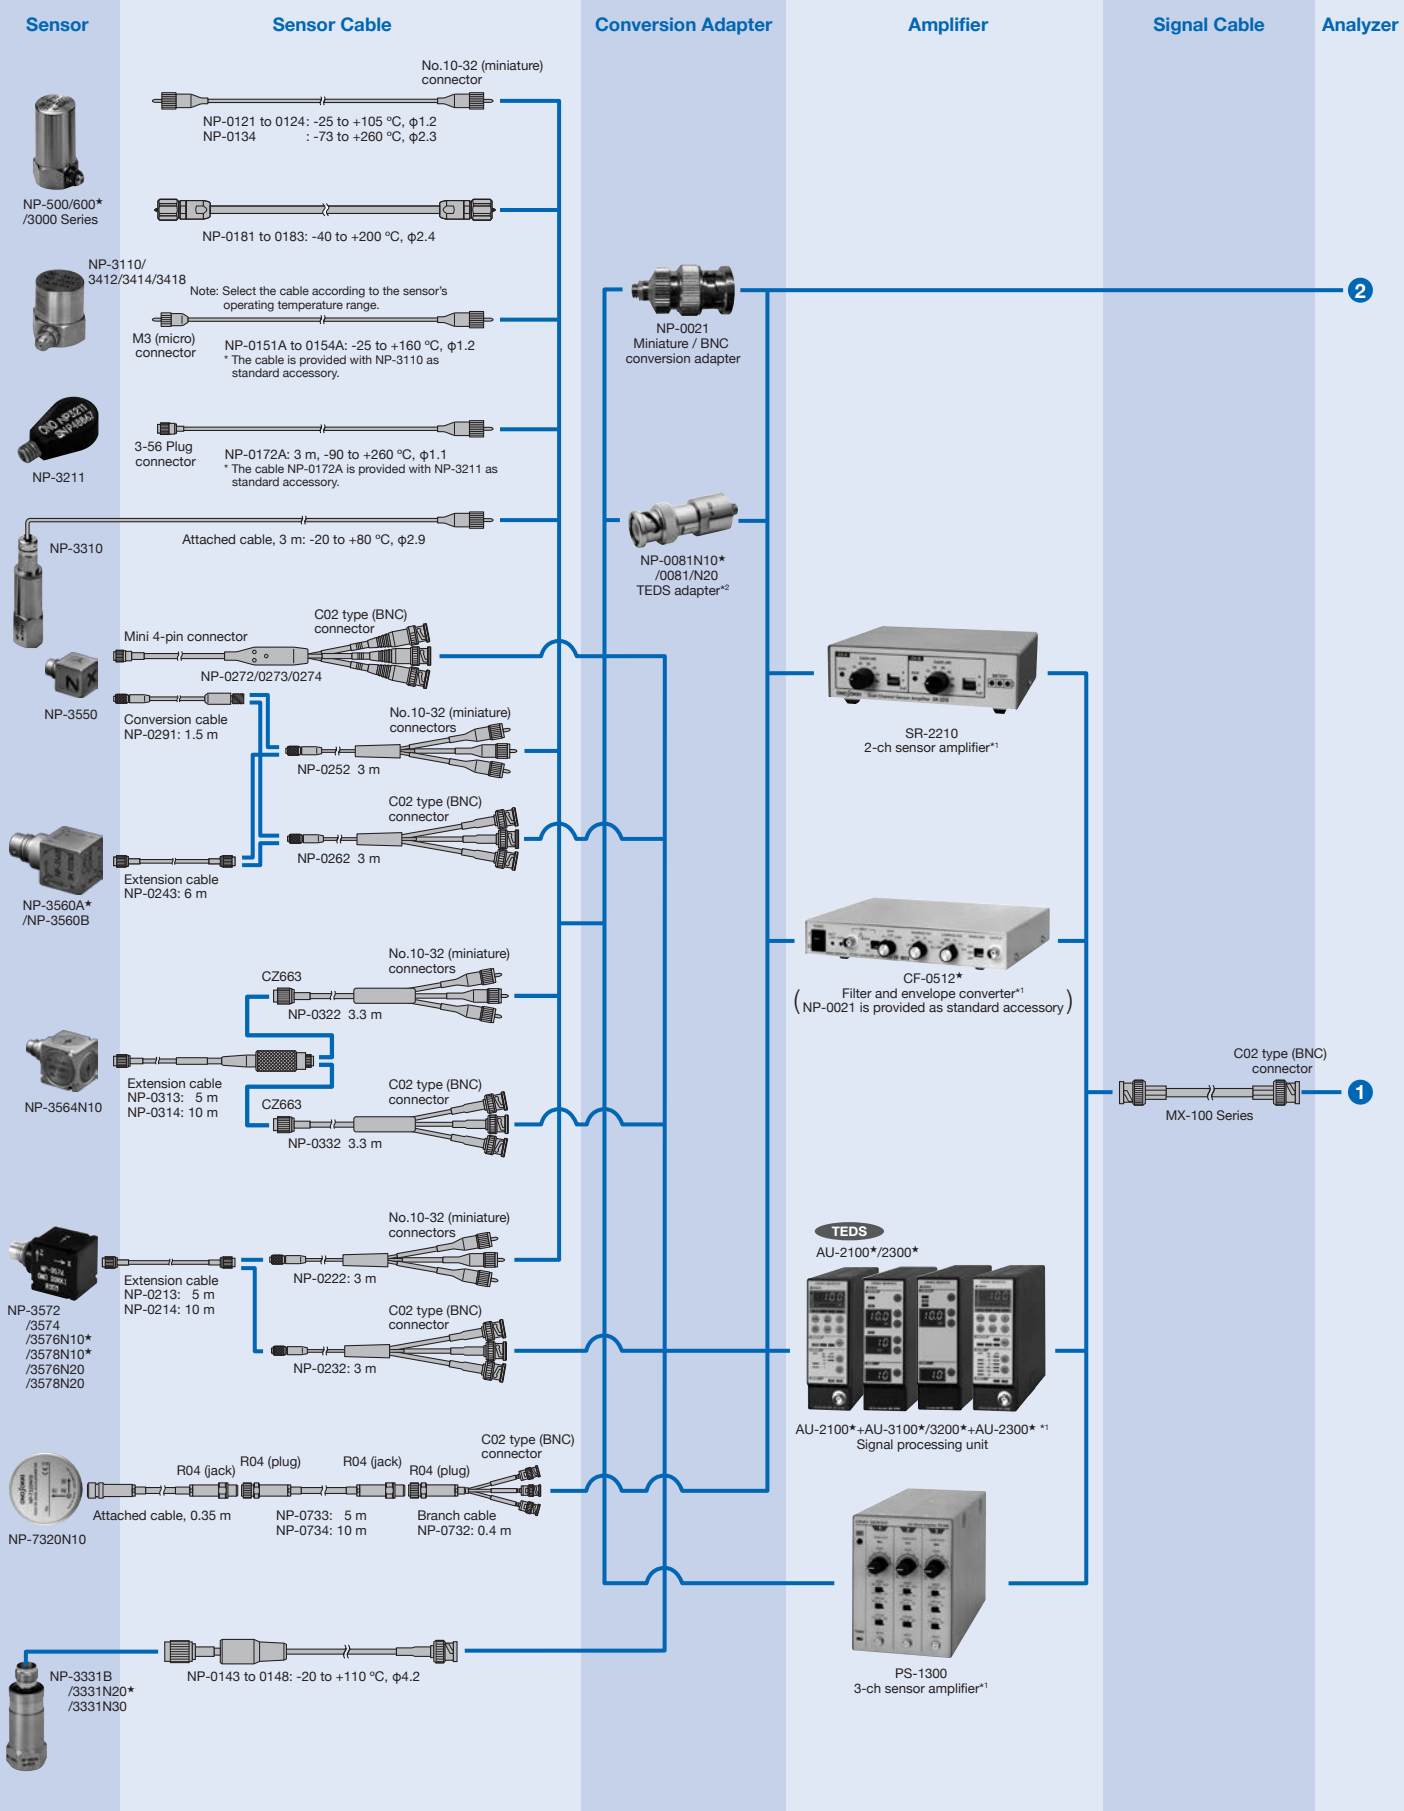 Sensor
Sensor Cable
Conversion Adapter
Amplifier
Signal Cable
Analyzer
No.10-32 (miniature)
connector
NP-0121 to 0124: -25 to +105 ºC, φ1.2
NP-0134 : -73 to +260 ºC, φ2.3
NP-500/600★
/3000 Series
NP-0181 to 0183: -40 to +200 ºC, φ2.4
NP-3110/
3412/3414/3418
Note: Select the cable according to the sensor's
operating temperature range.
M3 (micro)
connector
NP-0151A to 0154A: -25 to +160 ºC, φ1.2
* The cable is provided with NP-3110 as
standard accessory.
NP-0021
Miniature / BNC
conversion adapter
2
ONO NP3211
3-56 Plug
connector
NP-0172A: 3 m, -90 to +260 ºC, φ1.1
* The cable NP-0172A is provided with NP-3211 as
standard accessory.
NP-3211
NP-3310
Attached cable, 3 m: -20 to +80 ºC, φ2.9
NP-0081N10★
/0081/N20
TEDS adapter*2
C02 type (BNC)
connector
Mini 4-pin connector
NP-0272/0273/0274
Z X
NP-3550
Conversion cable
NP-0291: 1.5 m
No.10-32 (miniature)
connectors
NP-0252 3 m
SR-2210
2-ch sensor amplifier*1
C02 type (BNC)
connector
NP-0262 3 m
Extension cable
NP-0243: 6 m
NP-3560A★
/NP-3560B
No.10-32 (miniature)
connectors
CZ663
NP-0322 3.3 m
CF-0512★
Filter and envelope converter*1
(NP-0021 is provided as standard accessory)
Extension cable
NP-0313: 5 m
NP-0314: 10 m
NP-3564N10
C02 type (BNC)
connector
CZ663
NP-0332 3.3 m
C02 type (BNC)
connector
MX-100 Series
1
No.10-32 (miniature)
connectors
NP-0222: 3 m
Extension cable
NP-0213: 5 m
NP-0214: 10 m
NP-3572
/3574
/3576N10★
/3578N10★
/3576N20
/3578N20
C02 type (BNC)
connector
NP-0232: 3 m
TEDS
AU-2100★/2300★
AU-2100★+AU-3100★/3200★+AU-2300★ *1
Signal processing unit
C02 type (BNC)
connector
R04 (jack)
R04 (plug)
R04 (jack)
R04 (plug)
Attached cable, 0.35 m
NP-0733: 5 m
NP-0734: 10 m
Branch cable
NP-0732: 0.4 m
NP-7320N10
PS-1300
3-ch sensor amplifier*1
NP-3331B
/3331N20★
/3331N30
NP-0143 to 0148: -20 to +110 ºC, φ4.2